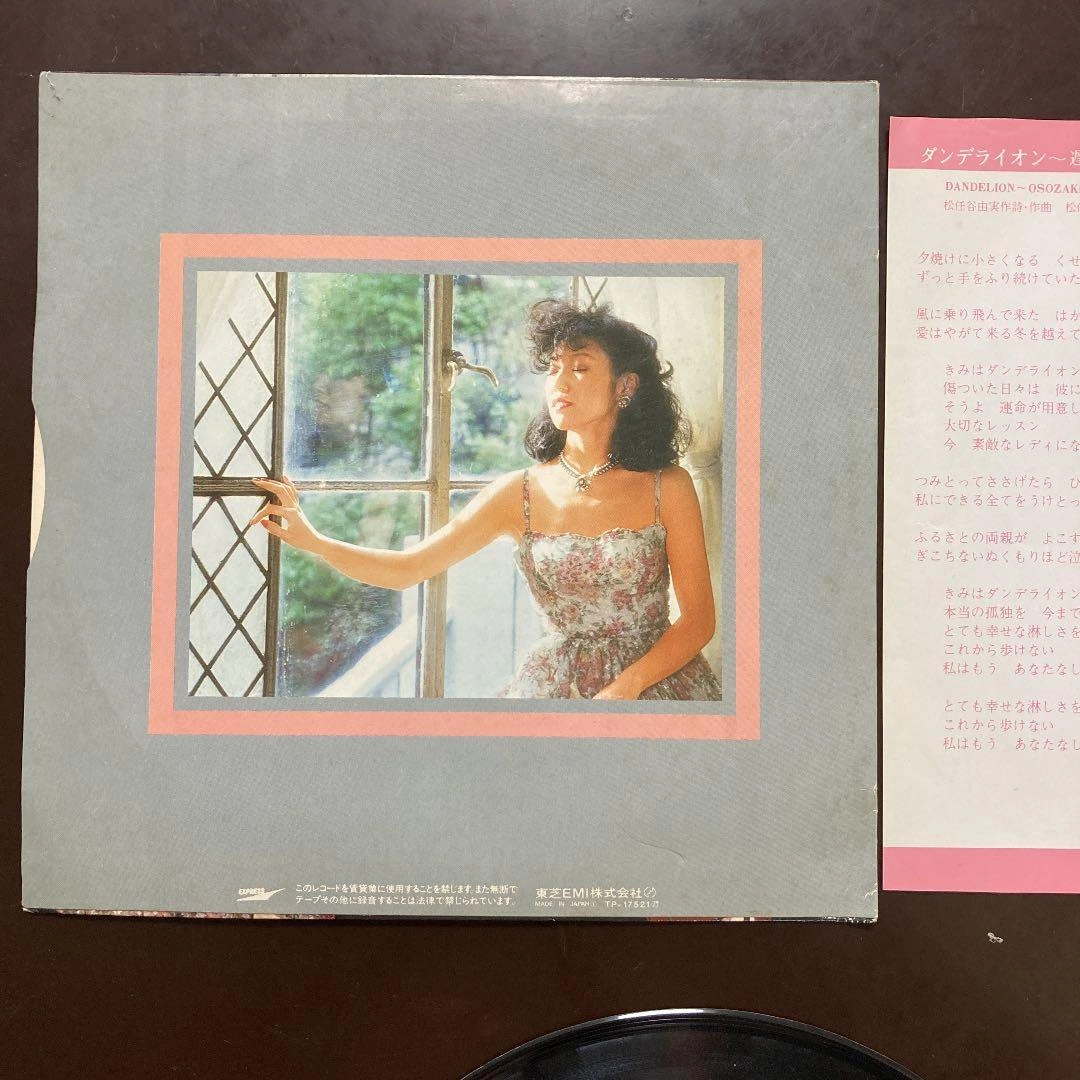 EXPRESS
このレコードを賃貸業に使用することを禁じます。また無断で
テープその他に録音することは法律で禁じられています。
東芝EMI株式会社Ⓟ
MADE IN JAPAN TP-17521
ダンデライオン〜遅
DANDELION〜OSOZAK
松任谷由実作詩・作曲 松任
夕焼けに小さくなる くせ
ずっと手をふり続けていた
風に乗り飛んで来た はか
愛はやがて来る冬を越えて
きみはダンデライオン
傷ついた日々は 彼に
そうよ 運命が用意し
大切なレッスン
今 素敵なレディにな
つみとってささげたら ひ
私にできる全てをうけとっ
ふるさとの両親が よこす
ぎこちないぬくもりほど泣
きみはダンデライオン
本当の孤独を 今まで
とても幸せな淋しさを
これから歩けない
私はもう あなたなし
とても幸せな淋しさを
これから歩けない
私はもう あなたなし